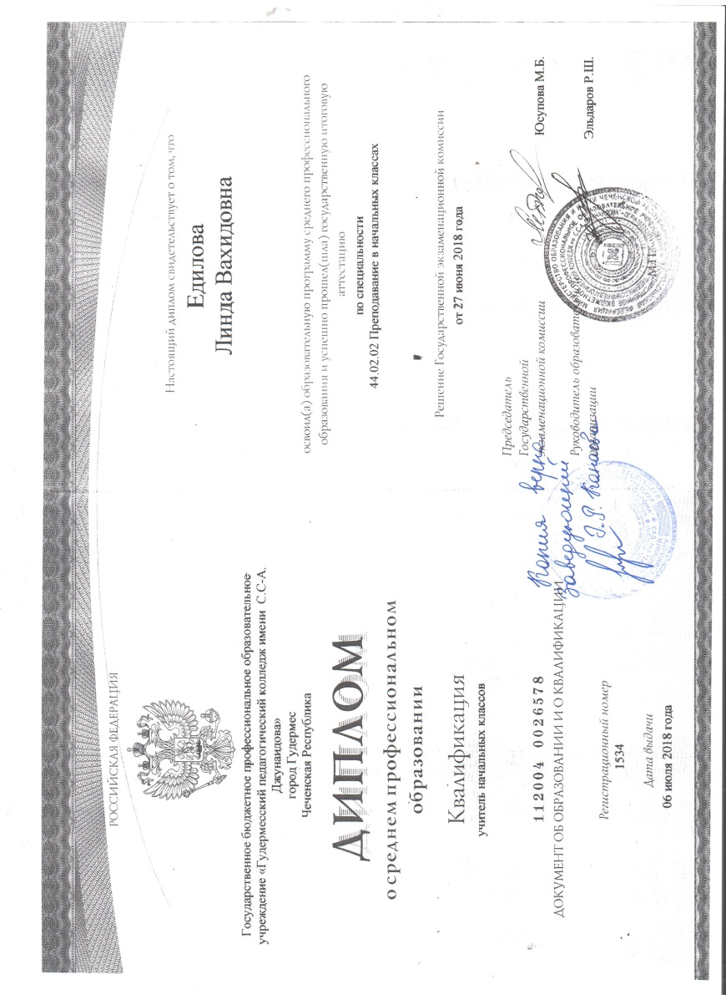 РОССИЙСКАЯ ФЕДЕРАЦИЯ
Государственное бюджетное профессиональное образовательное
учреждение «Гудермесский педагогический колледж имени С.С-А.
Джунаидова»
город Гудермес
Чеченская Республика
ДИПЛОМ
о среднем профессиональном
образовании
Квалификация
учитель начальных классов
112004 0026578
ДОКУМЕНТ ОБ ОБРАЗОВАНИИ И О КВАЛИФИКАЦИИ
Регистрационный номер
1534
Дата выдачи
06 июля 2018 года
Настоящий диплом свидетельствует о том, что
Едилова
Линда Вахидовна
освоил(а) образовательную программу среднего профессионального
образования и успешно прошел(шла) государственную итоговую
аттестацию
по специальности
44.02.02 Преподавание в начальных классах
Решение Государственной экзаменационной комиссии
от 27 июня 2018 года
Председатель
Государственной
экзаменационной комиссии
Юсупова М.Б.
Руководитель образоват
организации
Эльдаров Р.Ш.
М.П.
Копия верна
Заведующий